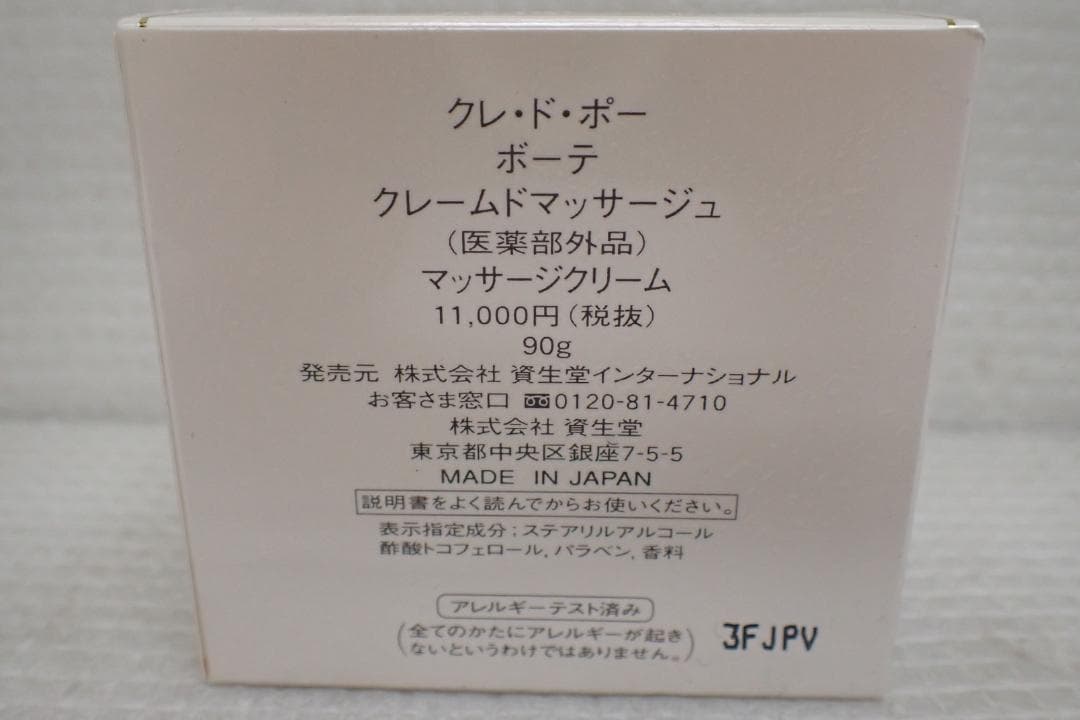 クレ・ド・ポー
ボーテ
クレームドマッサージュ
(医薬部外品)
マッサージクリーム
11,000円(税抜)
90g
発売元 株式会社 資生堂インターナショナル
お客さま窓口 0120-81-4710
株式会社 資生堂
東京都中央区銀座7-5-5
MADE IN JAPAN
説明書をよく読んでからお使いください。
表示指定成分;ステアリルアルコール
酢酸トコフェロール,パラベン,香料
アレルギーテスト済み
(全てのかたにアレルギーが起き
ないというわけではありません。)
3FJPV